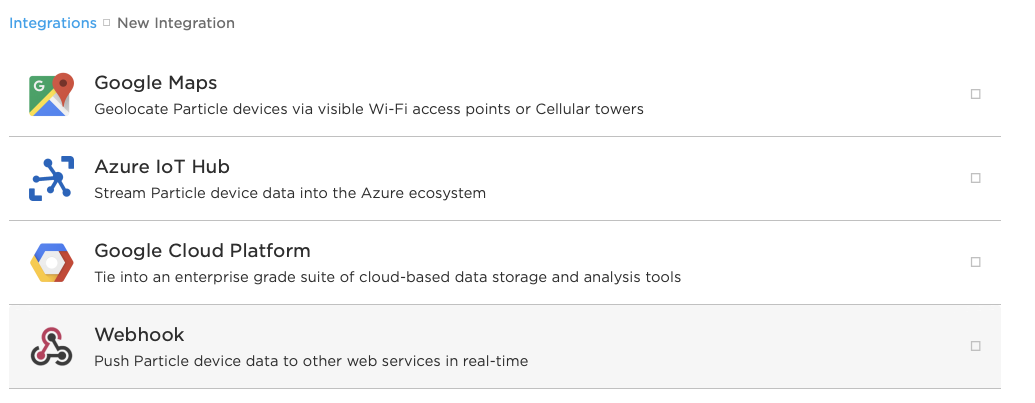 Integrations New Integration
Google Maps
Geolocate Particle devices via visible Wi-Fi access points or Cellular towers
Azure IoT Hub
Stream Particle device data into the Azure ecosystem
Google Cloud Platform
Tie into an enterprise grade suite of cloud-based data storage and analysis tools
Webhook
Push Particle device data to other web services in real-time